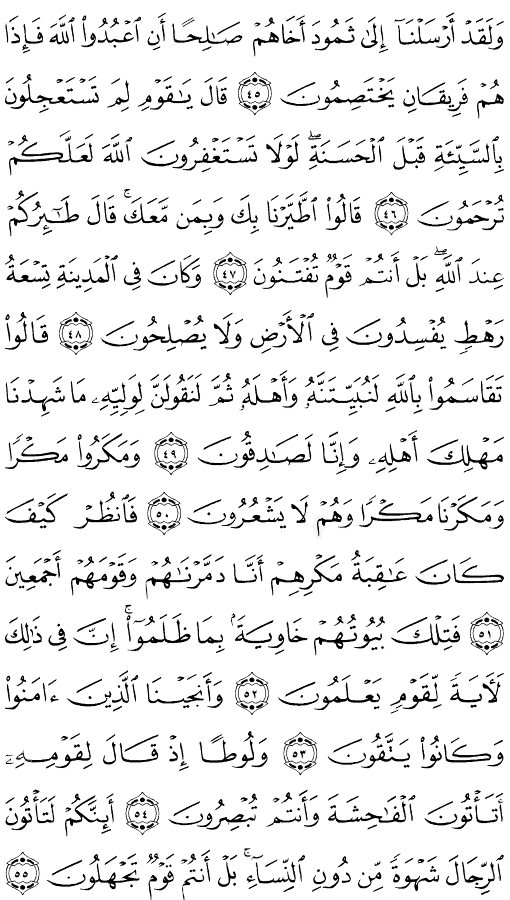 وَلَقَدْ أَرْسَلْنَآ إِلَىٰ ثَمُودَ أَخَاهُمْ صَـٰلِحًا أَنِ ٱعْبُدُوا۟ ٱللَّهَ فَإِذَا
هُمْ فَرِيقَانِ يَخْتَصِمُونَ ﴿٤٥﴾ قَالَ يَـٰقَوْمِ لِمَ تَسْتَعْجِلُونَ
بِٱلسَّيِّئَةِ قَبْلَ ٱلْحَسَنَةِ ۖ لَوْلَا تَسْتَغْفِرُونَ ٱللَّهَ لَعَلَّكُمْ
تُرْحَمُونَ ﴿٤٦﴾ قَالُوا۟ ٱطَّيَّرْنَا بِكَ وَبِمَن مَّعَكَ ۚ قَالَ طَـٰٓئِرُكُمْ
عِندَ ٱللَّهِ ۖ بَلْ أَنتُمْ قَوْمٌ تُفْتَنُونَ ﴿٤٧﴾ وَكَانَ فِى ٱلْمَدِينَةِ تِسْعَةُ
رَهْطٍ يُفْسِدُونَ فِى ٱلْأَرْضِ وَلَا يُصْلِحُونَ ﴿٤٨﴾ قَالُوا۟
تَقَاسَمُوا۟ بِٱللَّهِ لَنُبَيِّتَنَّهُۥ وَأَهْلَهُۥ ثُمَّ لَنَقُولَنَّ لِوَلِيِّهِۦ مَا شَهِدْنَا
مَهْلِكَ أَهْلِهِۦ وَإِنَّا لَصَـٰدِقُونَ ﴿٤٩﴾ وَمَكَرُوا۟ مَكْرًا
وَمَكَرْنَا مَكْرًا وَهُمْ لَا يَشْعُرُونَ ﴿٥٠﴾ فَٱنظُرْ كَيْفَ
كَانَ عَـٰقِبَةُ مَكْرِهِمْ أَنَّا دَمَّرْنَـٰهُمْ وَقَوْمَهُمْ أَجْمَعِينَ
﴿٥١﴾ فَتِلْكَ بُيُوتُهُمْ خَاوِيَةًۢ بِمَا ظَلَمُوٓا۟ ۗ إِنَّ فِى ذَٰلِكَ
لَـَٔايَةً لِّقَوْمٍ يَعْلَمُونَ ﴿٥٢﴾ وَأَنجَيْنَا ٱلَّذِينَ ءَامَنُوا۟
وَكَانُوا۟ يَتَّقُونَ ﴿٥٣﴾ وَلُوطًا إِذْ قَالَ لِقَوْمِهِۦٓ
أَتَأْتُونَ ٱلْفَـٰحِشَةَ وَأَنتُمْ تُبْصِرُونَ ﴿٥٤﴾ أَئِنَّكُمْ لَتَأْتُونَ
ٱلرِّجَالَ شَهْوَةً مِّن دُونِ ٱلنِّسَآءِ ۚ بَلْ أَنتُمْ قَوْمٌ تَجْهَلُونَ ﴿٥٥﴾